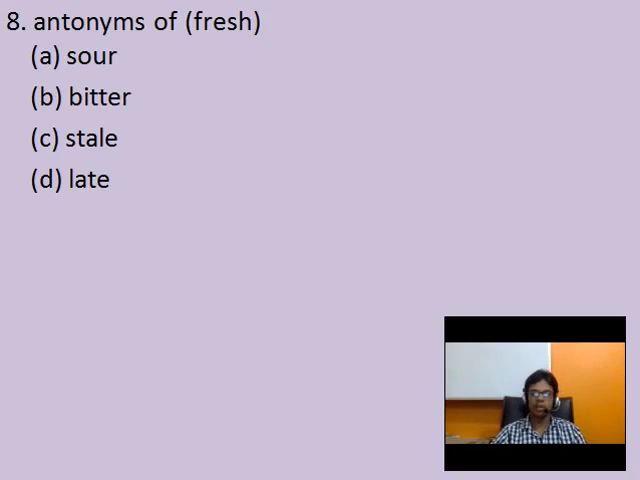 8. antonyms of (fresh)
(a) sour
(b) bitter
(c) stale
(d) late